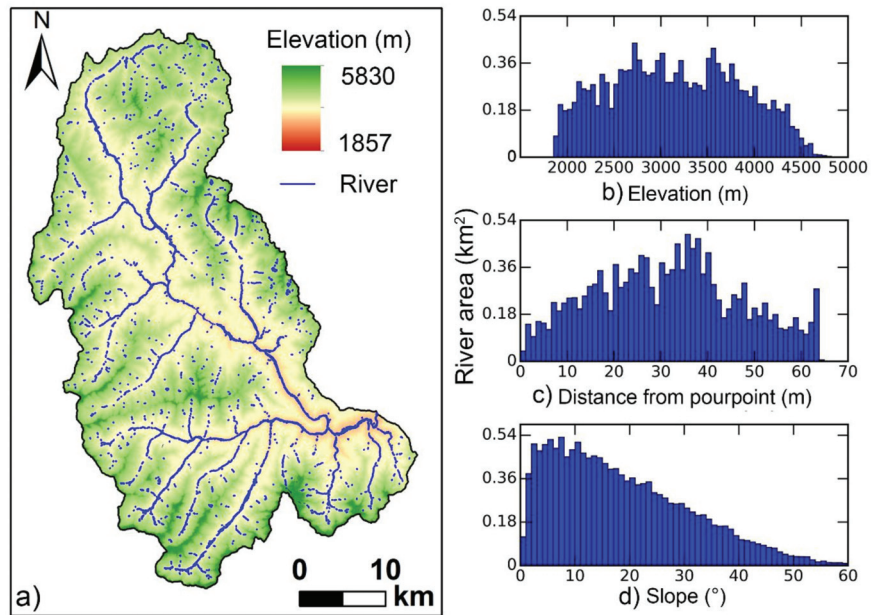 N
Elevation (m)
5830
1857
River
0 10
km
a)
0.54
0.36
0.18
0
2000 2500 3000 3500 4000 4500 5000
b) Elevation (m)
0.54
0.36
0.18
0
0 10 20 30 40 50 60 70
c) Distance from pourpoint (m)
River area (km²)
0.54
0.36
0.18
0
0 10 20 30 40 50 60
d) Slope (°)